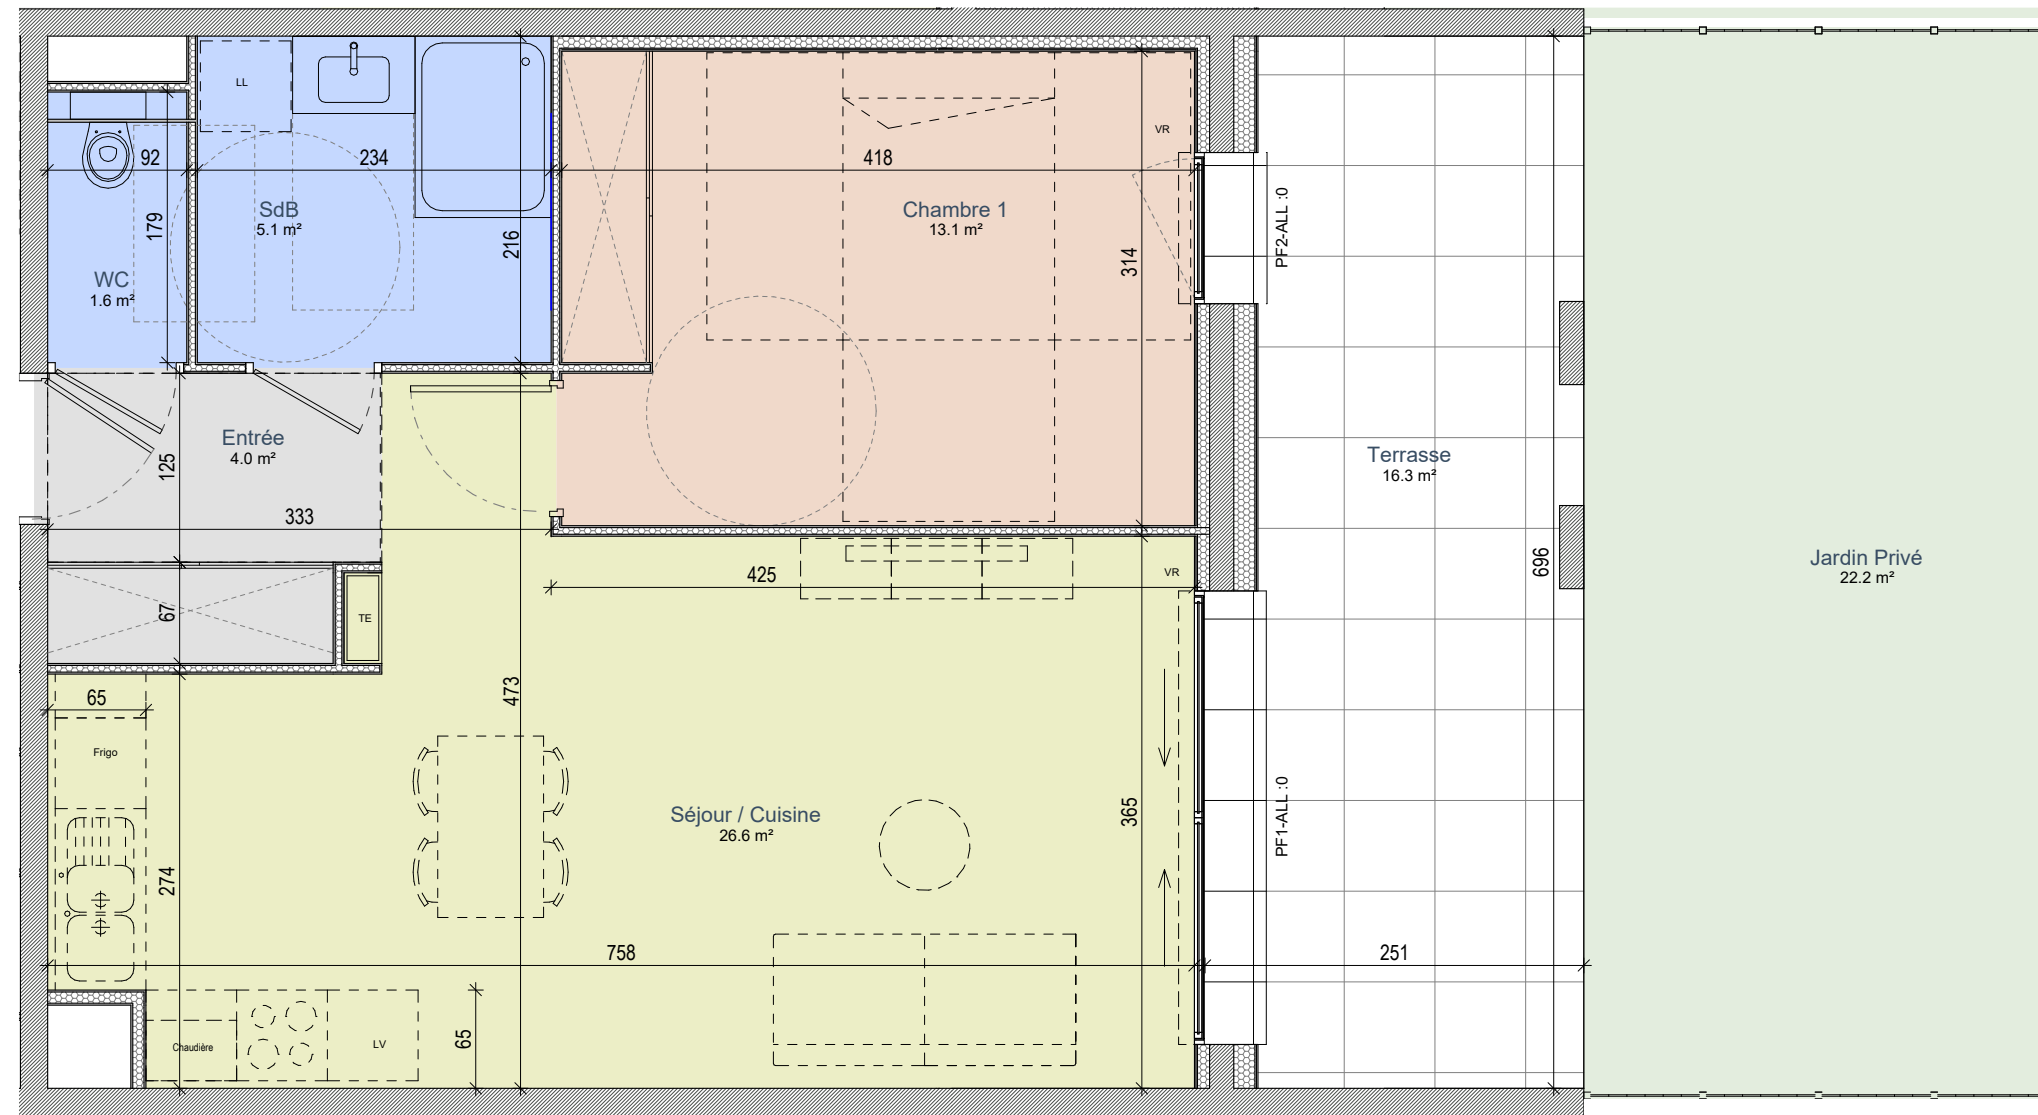 LL
VR
92
234
418
SdB
5.1 m²
Chambre 1
13.1 m²
179
216
314
PF2-ALL :0
WC
1.6 m²
Entrée
4.0 m²
125
333
Terrasse
16.3 m²
696
Jardin Privé
22.2 m²
425
VR
67
TE
473
65
Frigo
Séjour / Cuisine
26.6 m²
365
PF1-ALL :0
274
758
251
65
Chaudière
LV